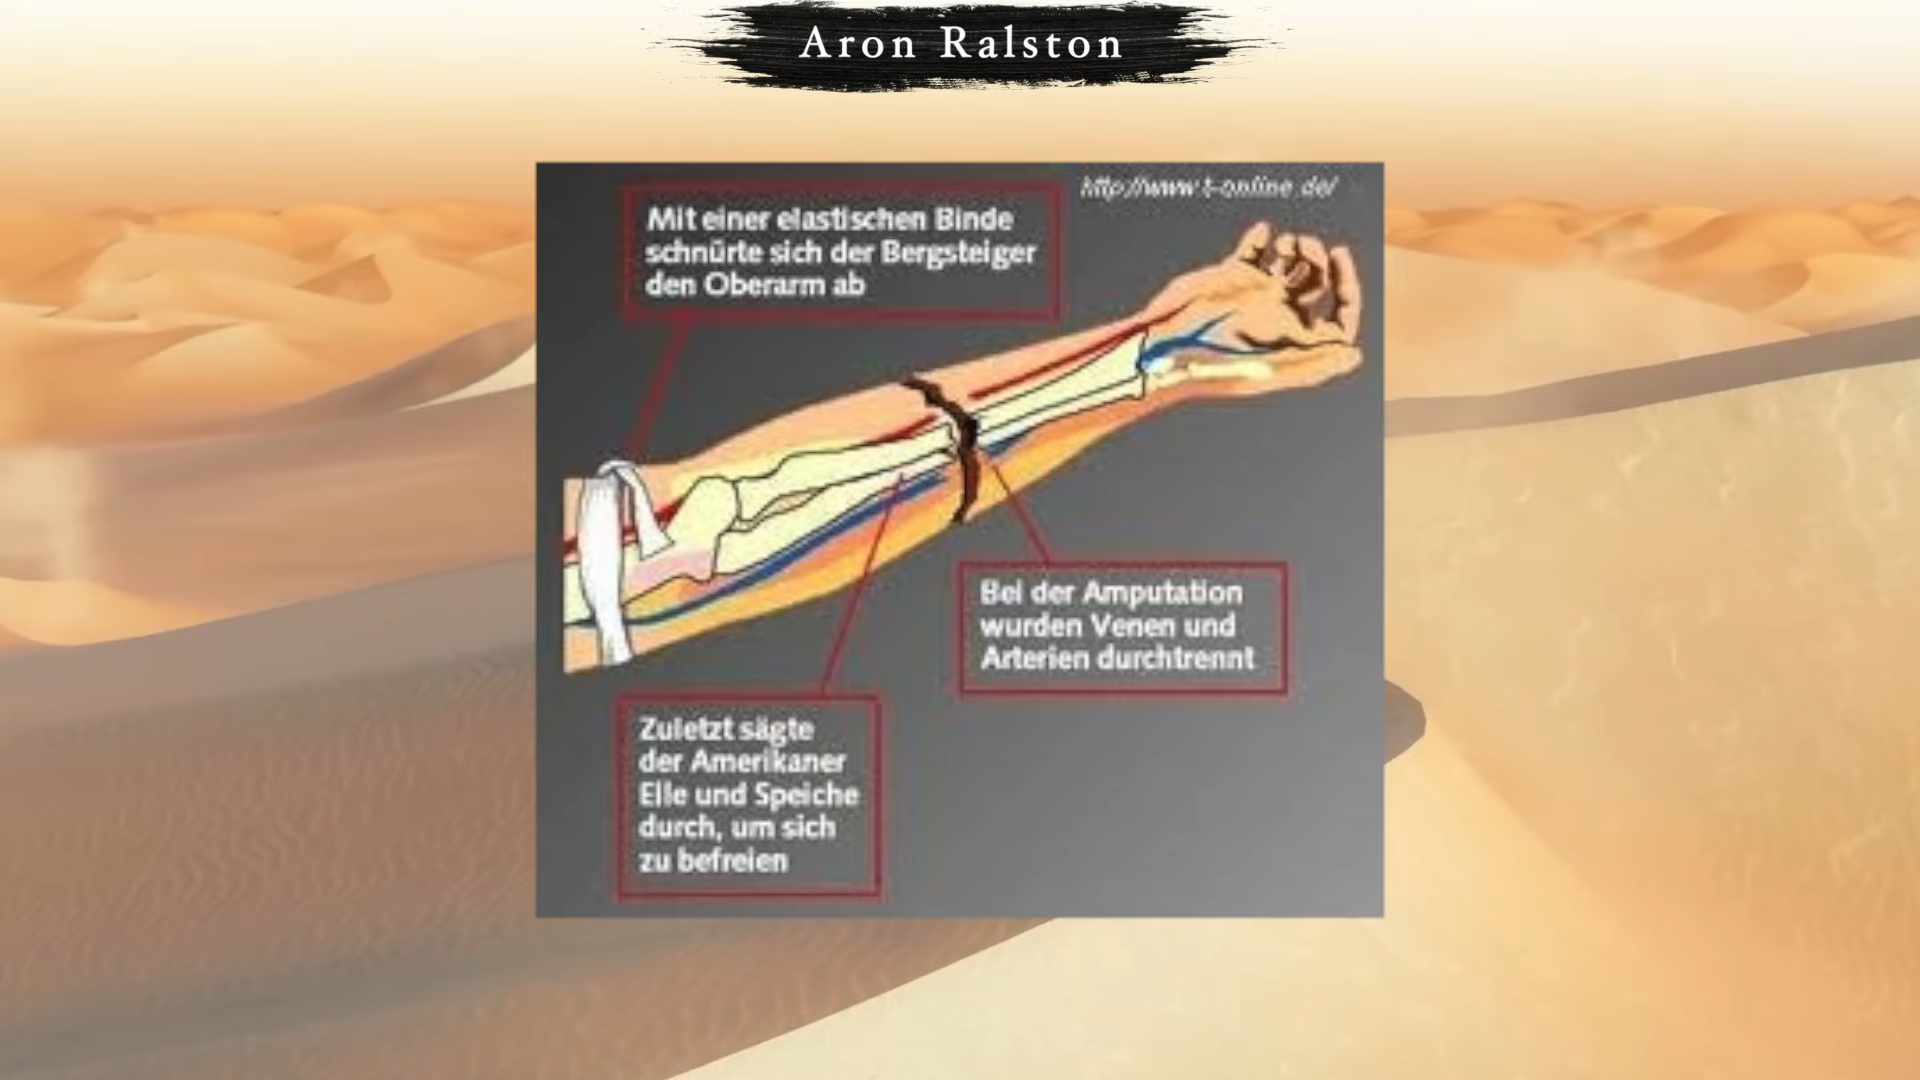 Aron Ralston
http://www.t-online.de/
Mit einer elastischen Binde
schnürte sich der Bergsteiger
den Oberarm ab
Bei der Amputation
wurden Venen und
Arterien durchtrennt
Zuletzt sägte
der Amerikaner
Elle und Speiche
durch, um sich
zu befreien